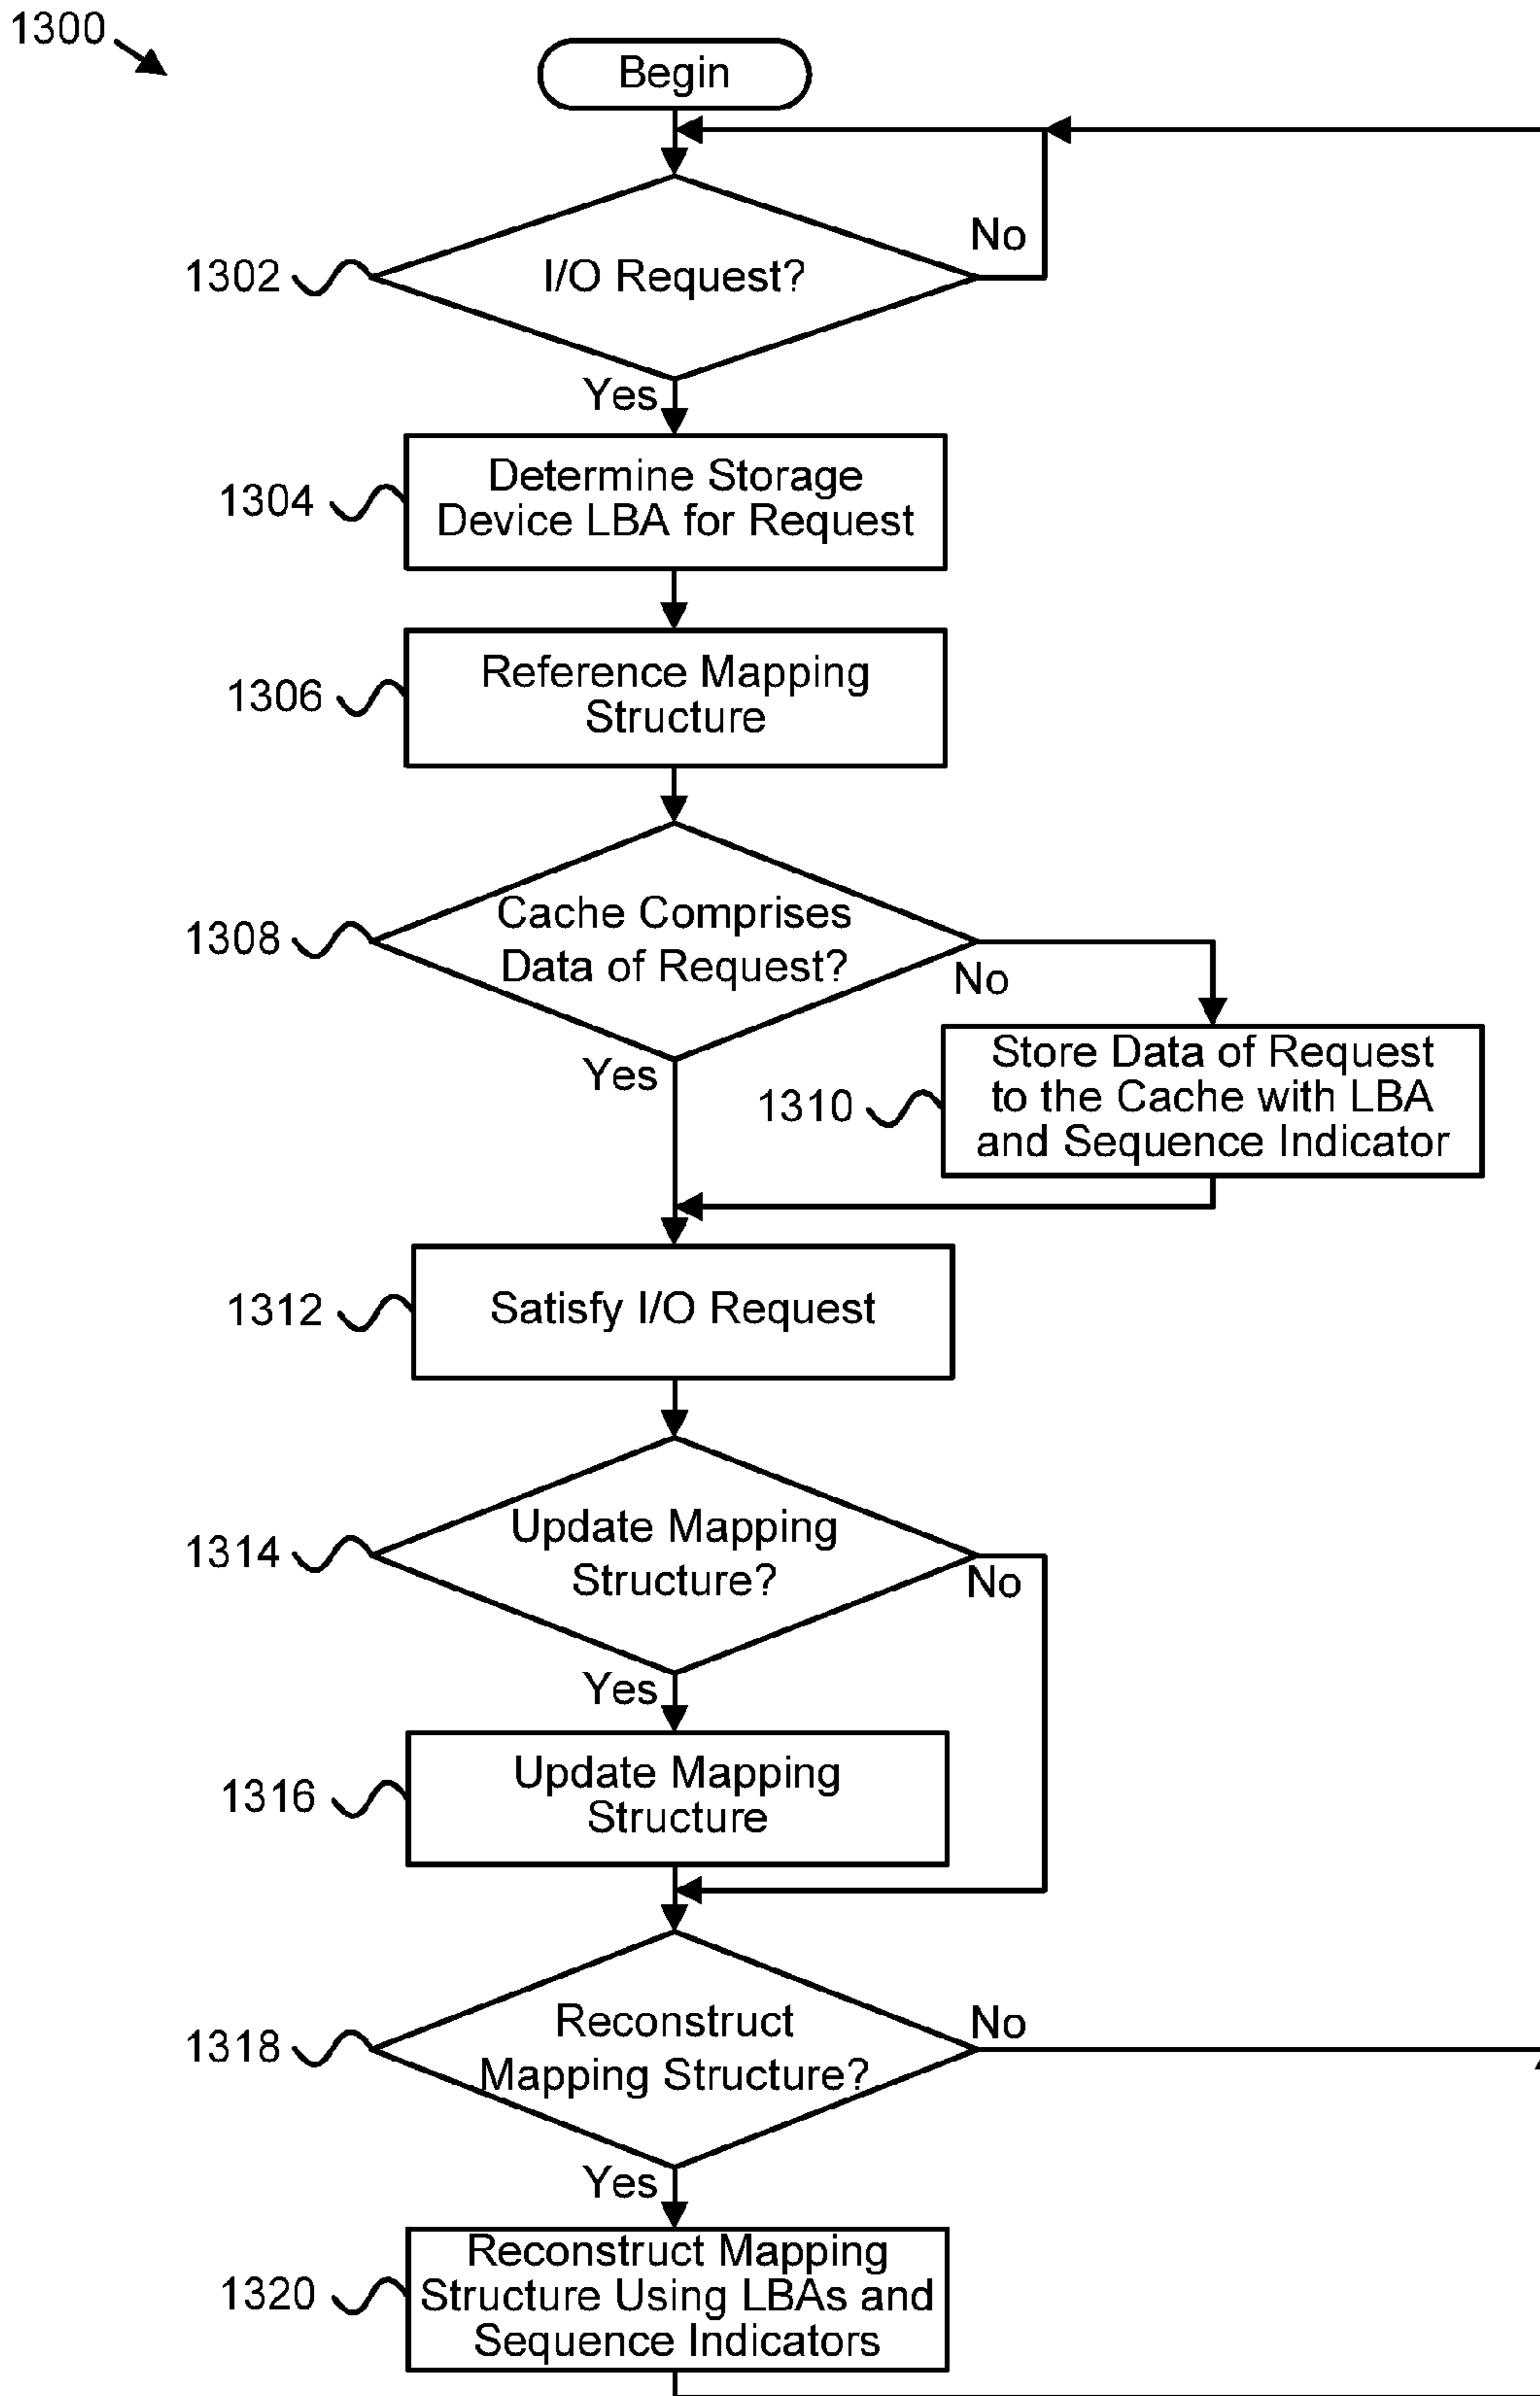 1300
Begin
No
1302
I/O Request?
Yes
1304
Determine Storage
Device LBA for Request
1306
Reference Mapping
Structure
1308
Cache Comprises
Data of Request?
No
Yes
1310
Store Data of Request
to the Cache with LBA
and Sequence Indicator
1312
Satisfy I/O Request
1314
Update Mapping
Structure?
No
Yes
1316
Update Mapping
Structure
1318
Reconstruct
Mapping Structure?
No
Yes
1320
Reconstruct Mapping
Structure Using LBAs and
Sequence Indicators